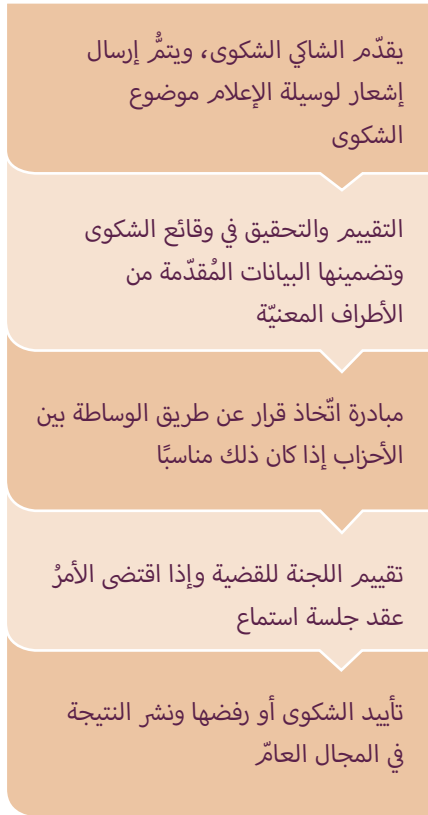 يقدّم الشاكي الشكوى، ويتمُّ إرسال
إشعار لوسيلة الإعلام موضوع
الشكوى
التقييم والتحقيق في وقائع الشكوى
وتضمينها البيانات المُقدّمة من
الأطراف المعنيّة
مبادرة اتّخاذ قرار عن طريق الوساطة بين
الأحزاب إذا كان ذلك مناسبًا
تقييم اللجنة للقضية وإذا اقتضى الأمرُ
عقد جلسة استماع
تأييد الشكوى أو رفضها ونشر النتيجة
في المجال العامّ